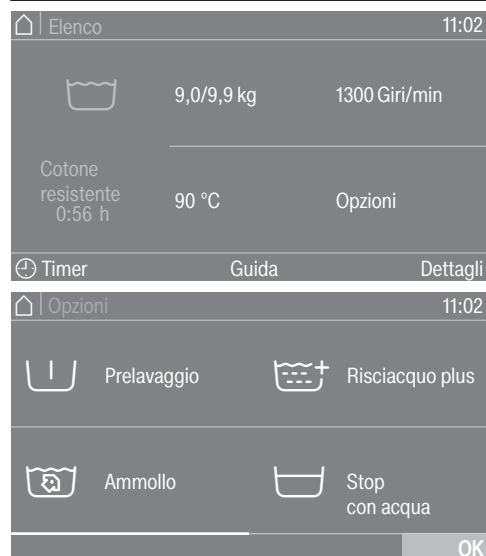 Elenco 11:02
9,0/9,9 kg 1300 Giri/min
Cotone
resistente
0:56 h
90 °C Opzioni
Timer Guida Dettagli
Opzioni 11:02
Prelavaggio Risciacquo plus
Ammollo Stop
con acqua
OK